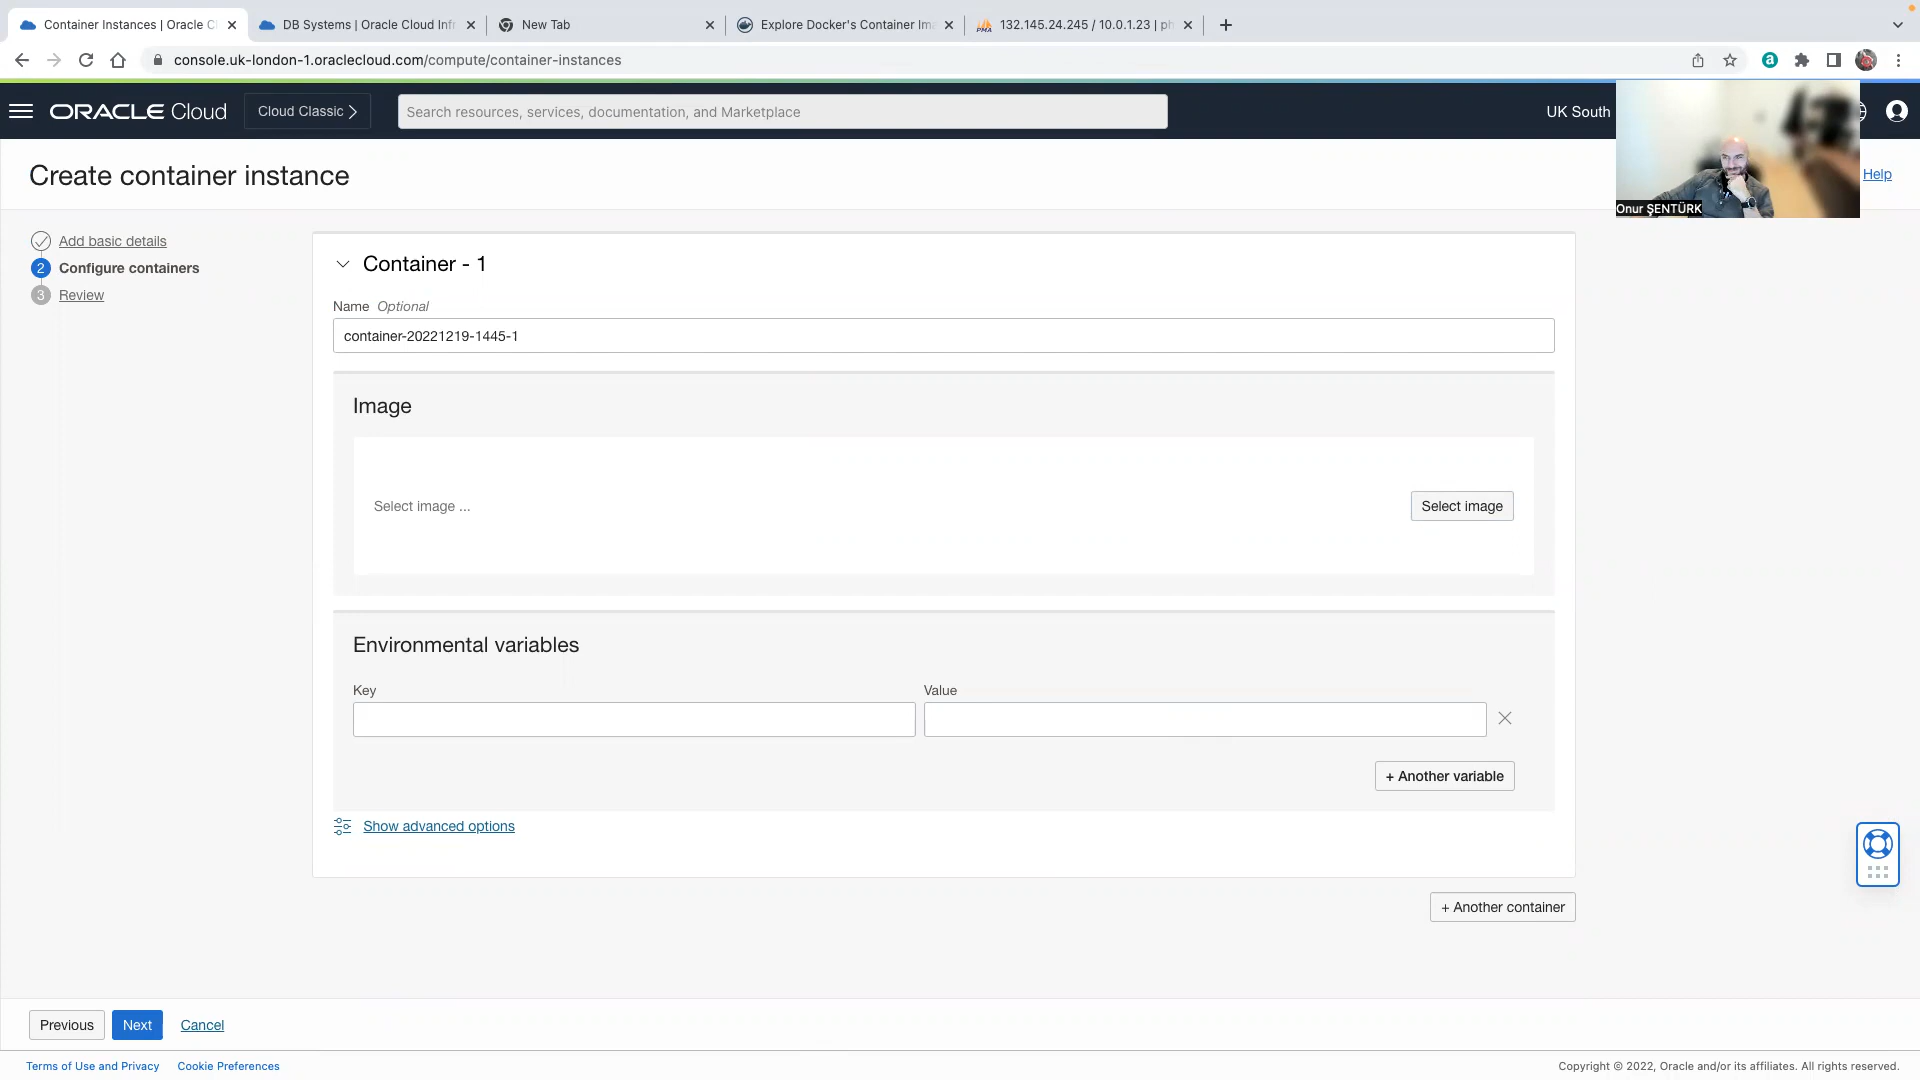 Container Instances | Oracle C
DB Systems | Oracle Cloud Infr
New Tab
Explore Docker's Container Ima
132.145.24.245 / 10.0.1.23 | ph
console.uk-london-1.oraclecloud.com/compute/container-instances
ORACLE Cloud
Cloud Classic
Search resources, services, documentation, and Marketplace
UK South
Create container instance
Help
Onur ŞENTÜRK
Add basic details
2 Configure containers
3 Review
Container - 1
Name Optional
container-20221219-1445-1
Image
Select image ...
Select image
Environmental variables
Key
Value
+ Another variable
Show advanced options
+ Another container
Previous
Next
Cancel
Terms of Use and Privacy
Cookie Preferences
Copyright © 2022, Oracle and/or its affiliates. All rights reserved.